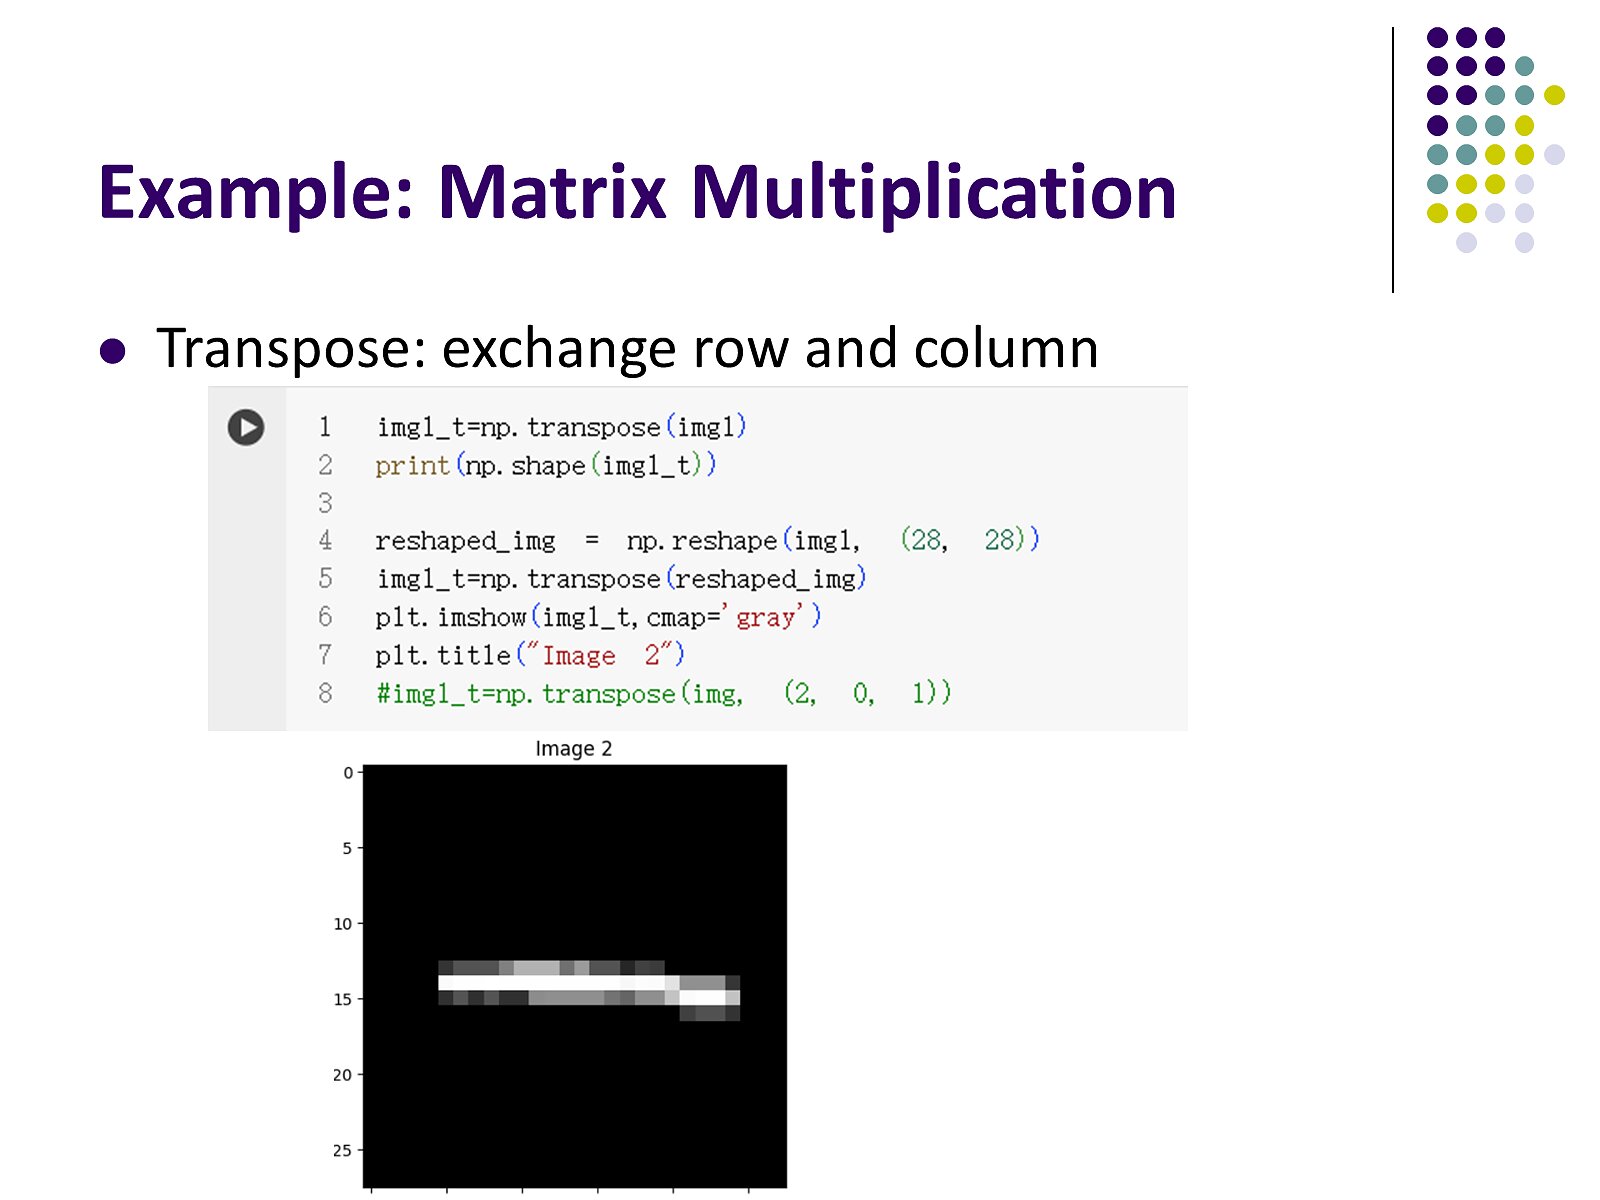 Example: Matrix Multiplication
Transpose: exchange row and column
1 img1_t=np.transpose(img1)
2 print(np.shape(img1_t))
3
4 reshaped_img = np.reshape(img1, (28, 28))
5 img1_t=np.transpose(reshaped_img)
6 plt.imshow(img1_t,cmap='gray')
7 plt.title("Image 2")
8 #img1_t=np.transpose(img, (2, 0, 1))
Image 2
0
5
10
15
20
25